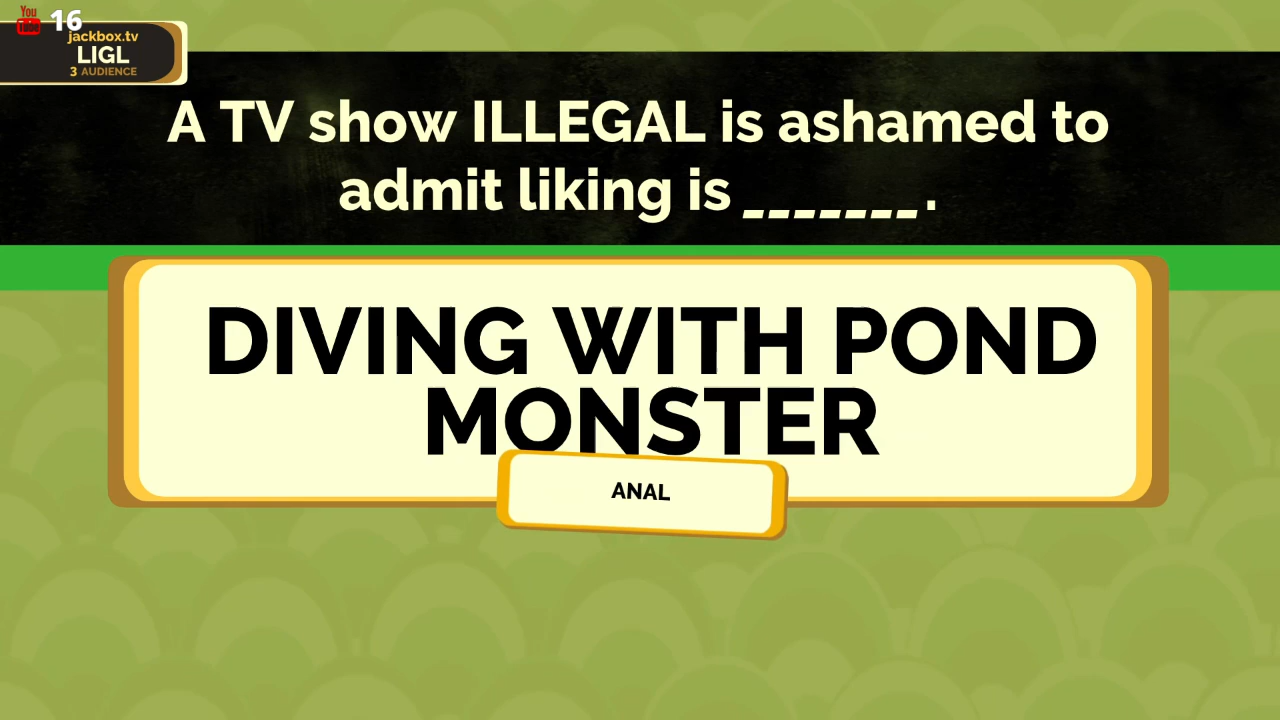 You
Tube 16
jackbox.tv
LIGL
3 AUDIENCE
A TV show ILLEGAL is ashamed to
admit liking is _______.
DIVING WITH POND
MONSTER
ANAL